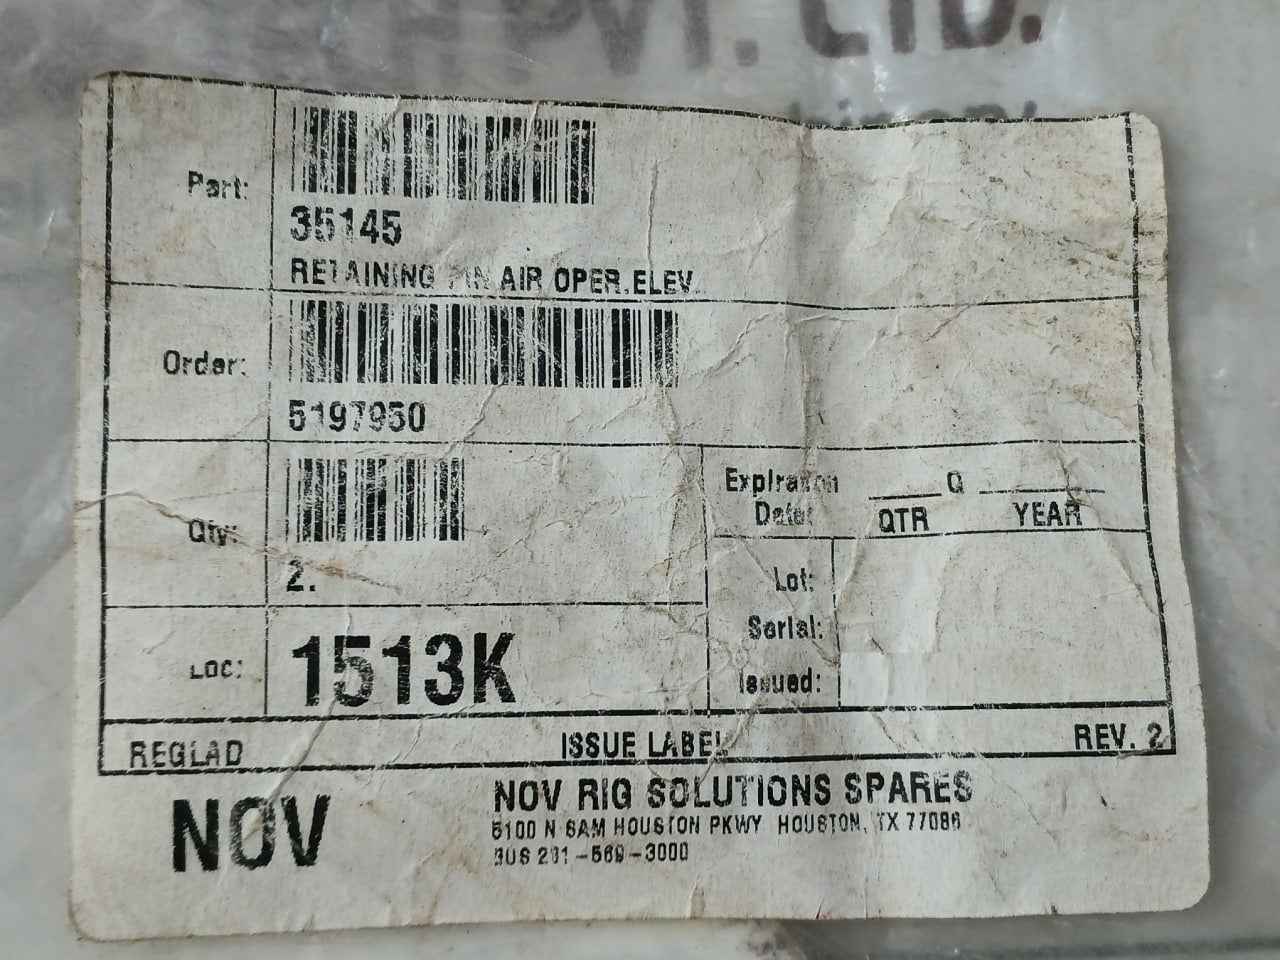 PVT. LTD.
Part:
35145
RETAINING PIN AIR OPER.ELEV.
Order:
5197950
Qty:
2.
Expiration
Date:
Q
QTR YEAR
Lot:
Serial:
Issued:
Loc:
1513K
REGLAD ISSUE LABEL REV. 2
NOV
NOV RIG SOLUTIONS SPARES
5100 N SAM HOUSTON PKWY HOUSTON, TX 77086
BUS 281-569-3000